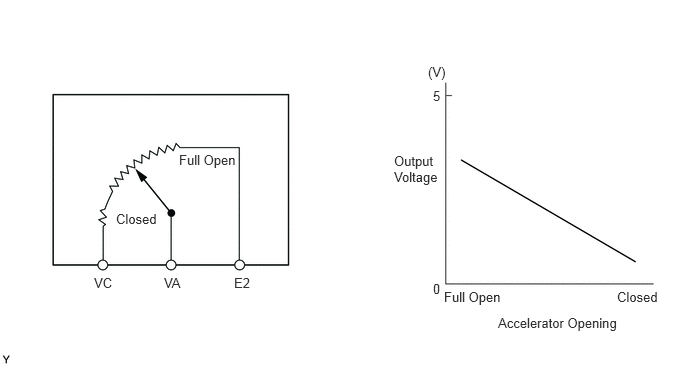 Full Open
Closed
VC
VA
E2
(V)
5
Output
Voltage
0
Full Open
Closed
Accelerator Opening
Y